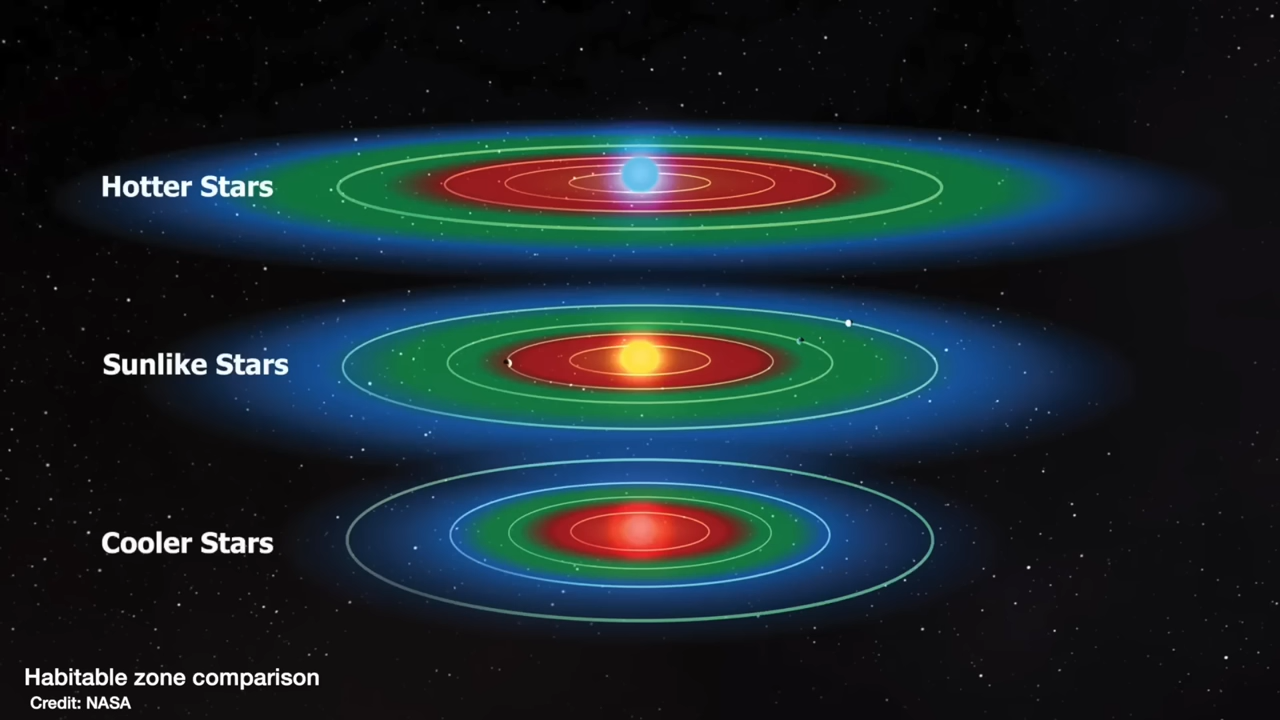 Hotter Stars
Sunlike Stars
Cooler Stars
Habitable zone comparison
Credit: NASA